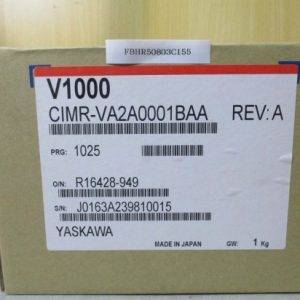 FBHR50803C155
V1000
CIMR-VA2A0001BAA REV: A
PRG: 1025
O/N: R16428-949
S/N: J0163A239810015
YASKAWA
MADE IN JAPAN GW: 1 Kg